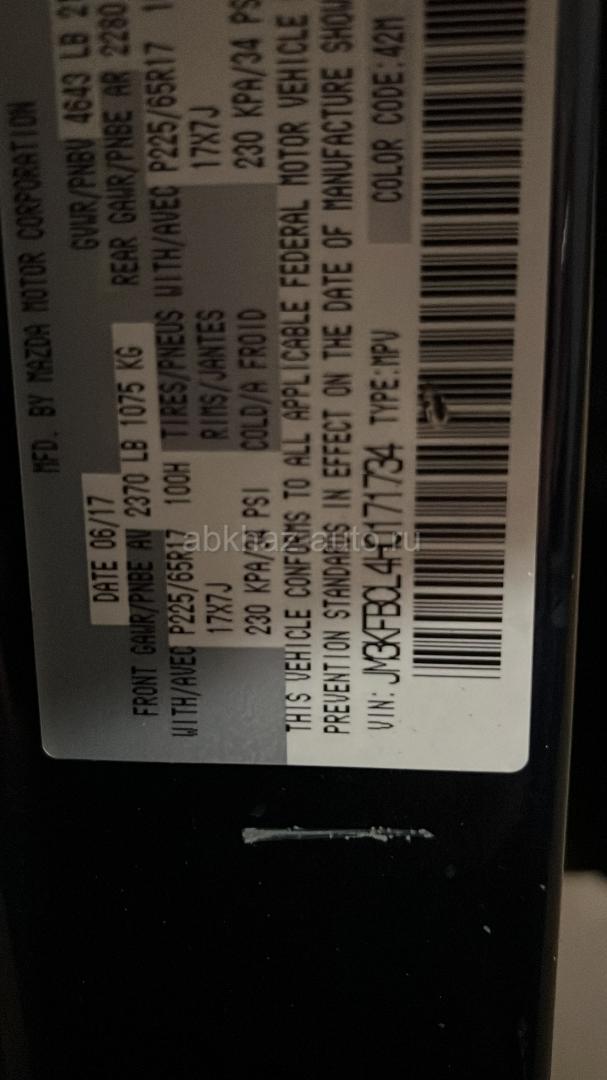 MFD. BY MAZDA MOTOR CORPORATION
DATE 06/17 GVWR/PNBV 4643 LB
FRONT GAWR/PNBE AV 2370 LB 1075 KG REAR GAWR/PNBE AR 2280
WITH/AVEC P225/65R17 100H TIRES/PNEUS WITH/AVEC P225/65R17
17X7J RIMS/JANTES 17X7J
230 KPA/34 PSI COLD/A FROID 230 KPA/34 PS
THIS VEHICLE CONFORMS TO ALL APPLICABLE FEDERAL MOTOR VEHICLE
PREVENTION STANDARDS IN EFFECT ON THE DATE OF MANUFACTURE SHOW
VIN: TYPE:MPV COLOR CODE:42M
abkhaz-auto.ru